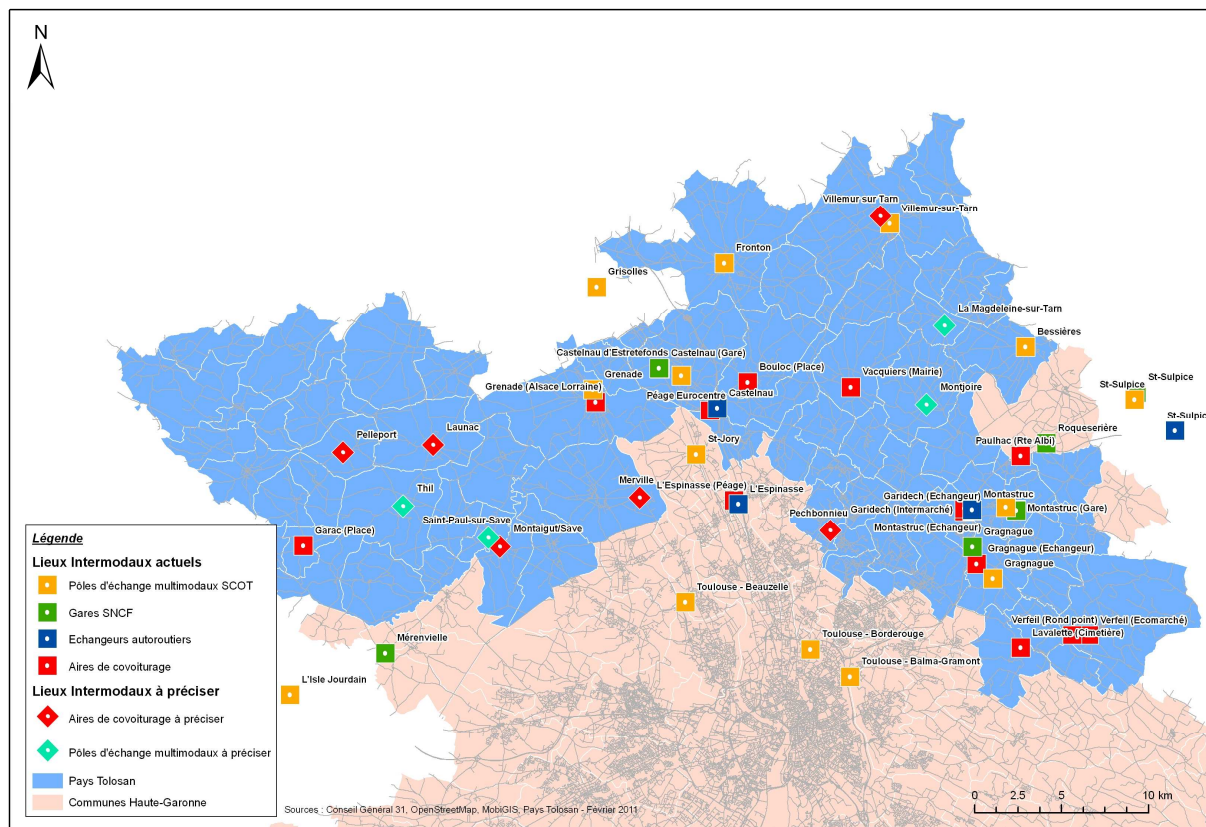 N
Villemur sur Tarn
Villemur-sur-Tarn
Fronton
Grisolles
La Magdeleine-sur-Tarn
Bessières
Castelnau d'Estretefonds
Castelnau (Gare)
Bouloc (Place)
Vacquiers (Mairie)
Grenade
Grenade (Alsace Lorraine)
Péage Eurocentre
Castelnau
Montjoire
St-Sulpice
St-Sulpice
St-Sulpic
Roqueserière
Paulhac (Rte Albi)
Pelleport
Launac
St-Jory
Merville
L'Espinasse (Péage)
L'Espinasse
Thil
Garidech (Echangeur)
Montastruc
Garidech (Intermarché)
Montastruc (Gare)
Pechbonnieu
Saint-Paul-sur-Save
Montaigut/Save
Garac (Place)
Montastruc (Echangeur)
Gragnague
Gragnague (Echangeur)
Gragnague
Toulouse - Beauzelle
Verfeil (Rond point)
Verfeil (Ecomarché)
Lavalette (Cimetière)
Mérenvielle
Toulouse - Borderouge
Toulouse - Balma-Gramont
L'Isle Jourdain
Légende
Lieux Intermodaux actuels
Pôles d'échange multimodaux SCOT
Gares SNCF
Echangeurs autoroutiers
Aires de covoiturage
Lieux Intermodaux à préciser
Aires de covoiturage à préciser
Pôles d'échange multimodaux à préciser
Pays Tolosan
Communes Haute-Garonne
Sources : Conseil Général 31, OpenStreetMap, MobiGIS, Pays Tolosan - Février 2011
0 2.5 5 10 km